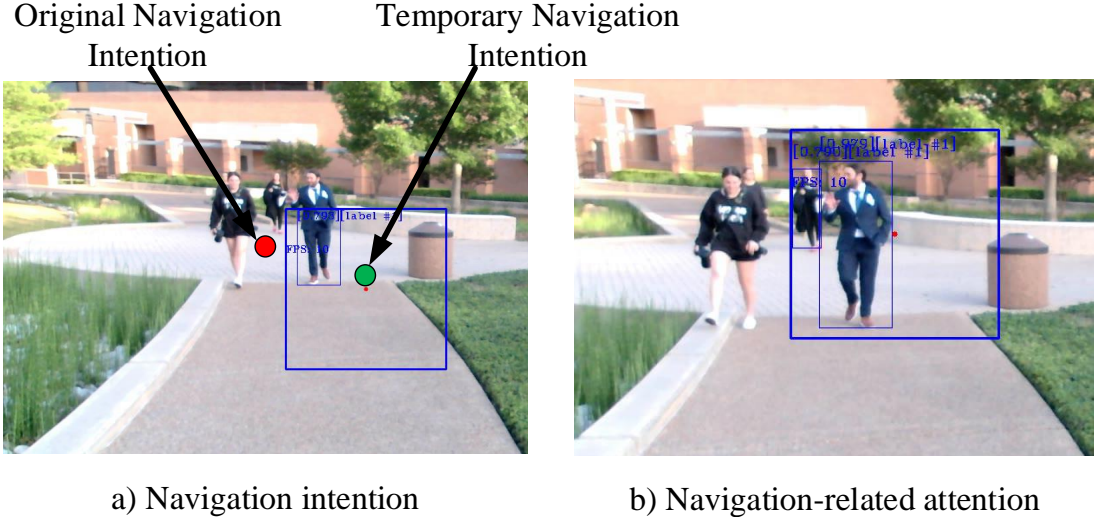 Original Navigation
Intention
Temporary Navigation
Intention
[0.979][label #1]
[0.790][label #1]
FPS: 10
FPS: 10
a) Navigation intention
b) Navigation-related attention